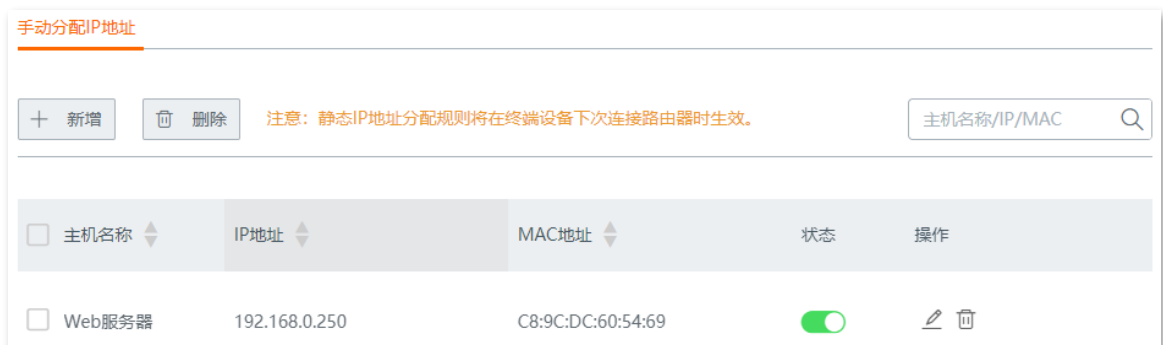 手动分配IP地址
新增 删除 注意：静态IP地址分配规则将在终端设备下次连接路由器时生效。 主机名称/IP/MAC
主机名称 IP地址 MAC地址 状态 操作
Web服务器 192.168.0.250 C8:9C:DC:60:54:69